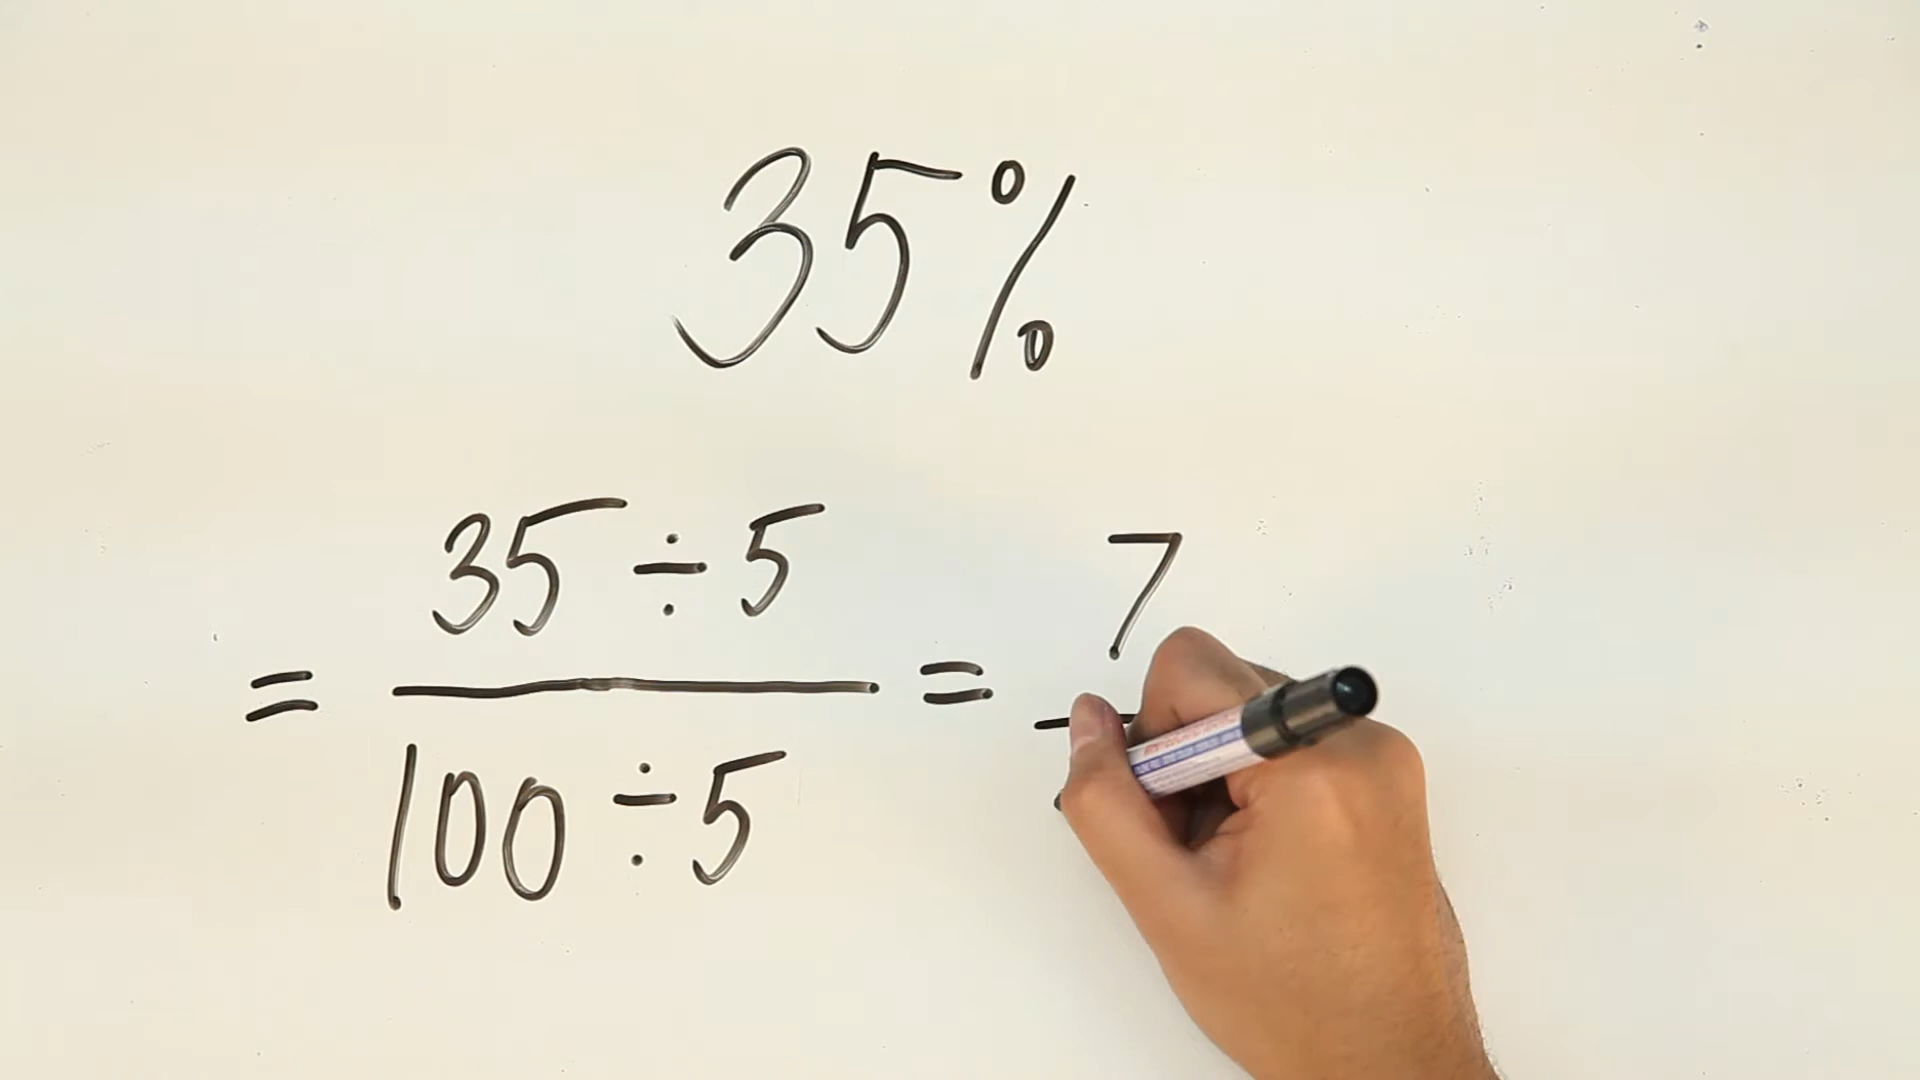 35%
= 35 ÷ 5 / 100 ÷ 5 = 7